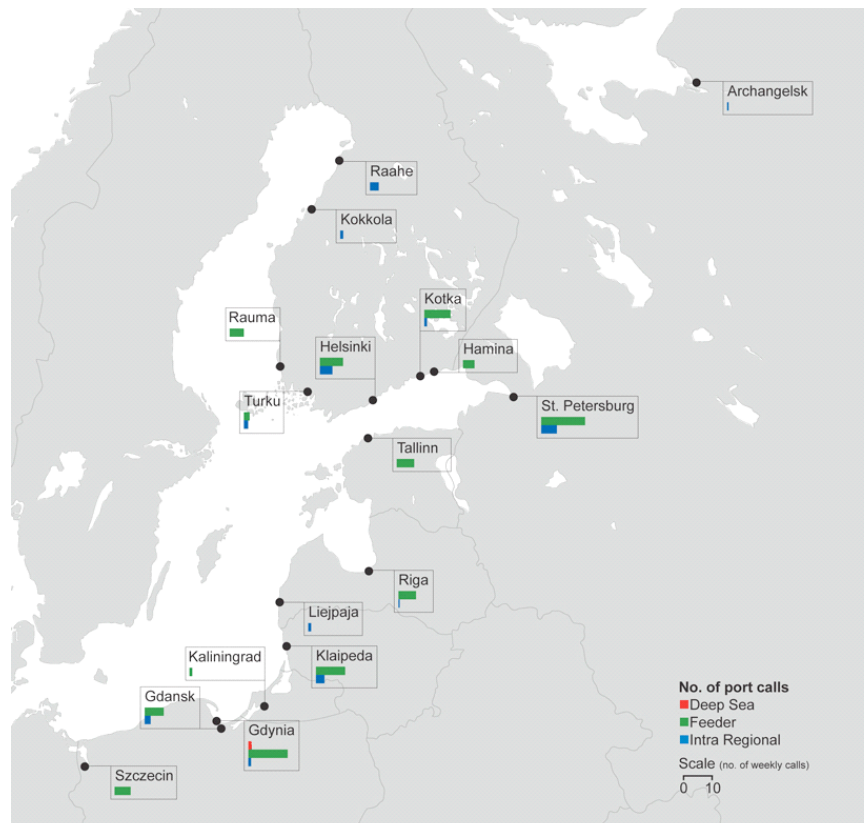 Archangelsk
Raahe
Kokkola
Kotka
Rauma
Helsinki
Hamina
Turku
St. Petersburg
Tallinn
Riga
Liejpaja
Kaliningrad
Klaipeda
Gdansk
Gdynia
Szczecin
No. of port calls
Deep Sea
Feeder
Intra Regional
Scale (no. of weekly calls)
0 10